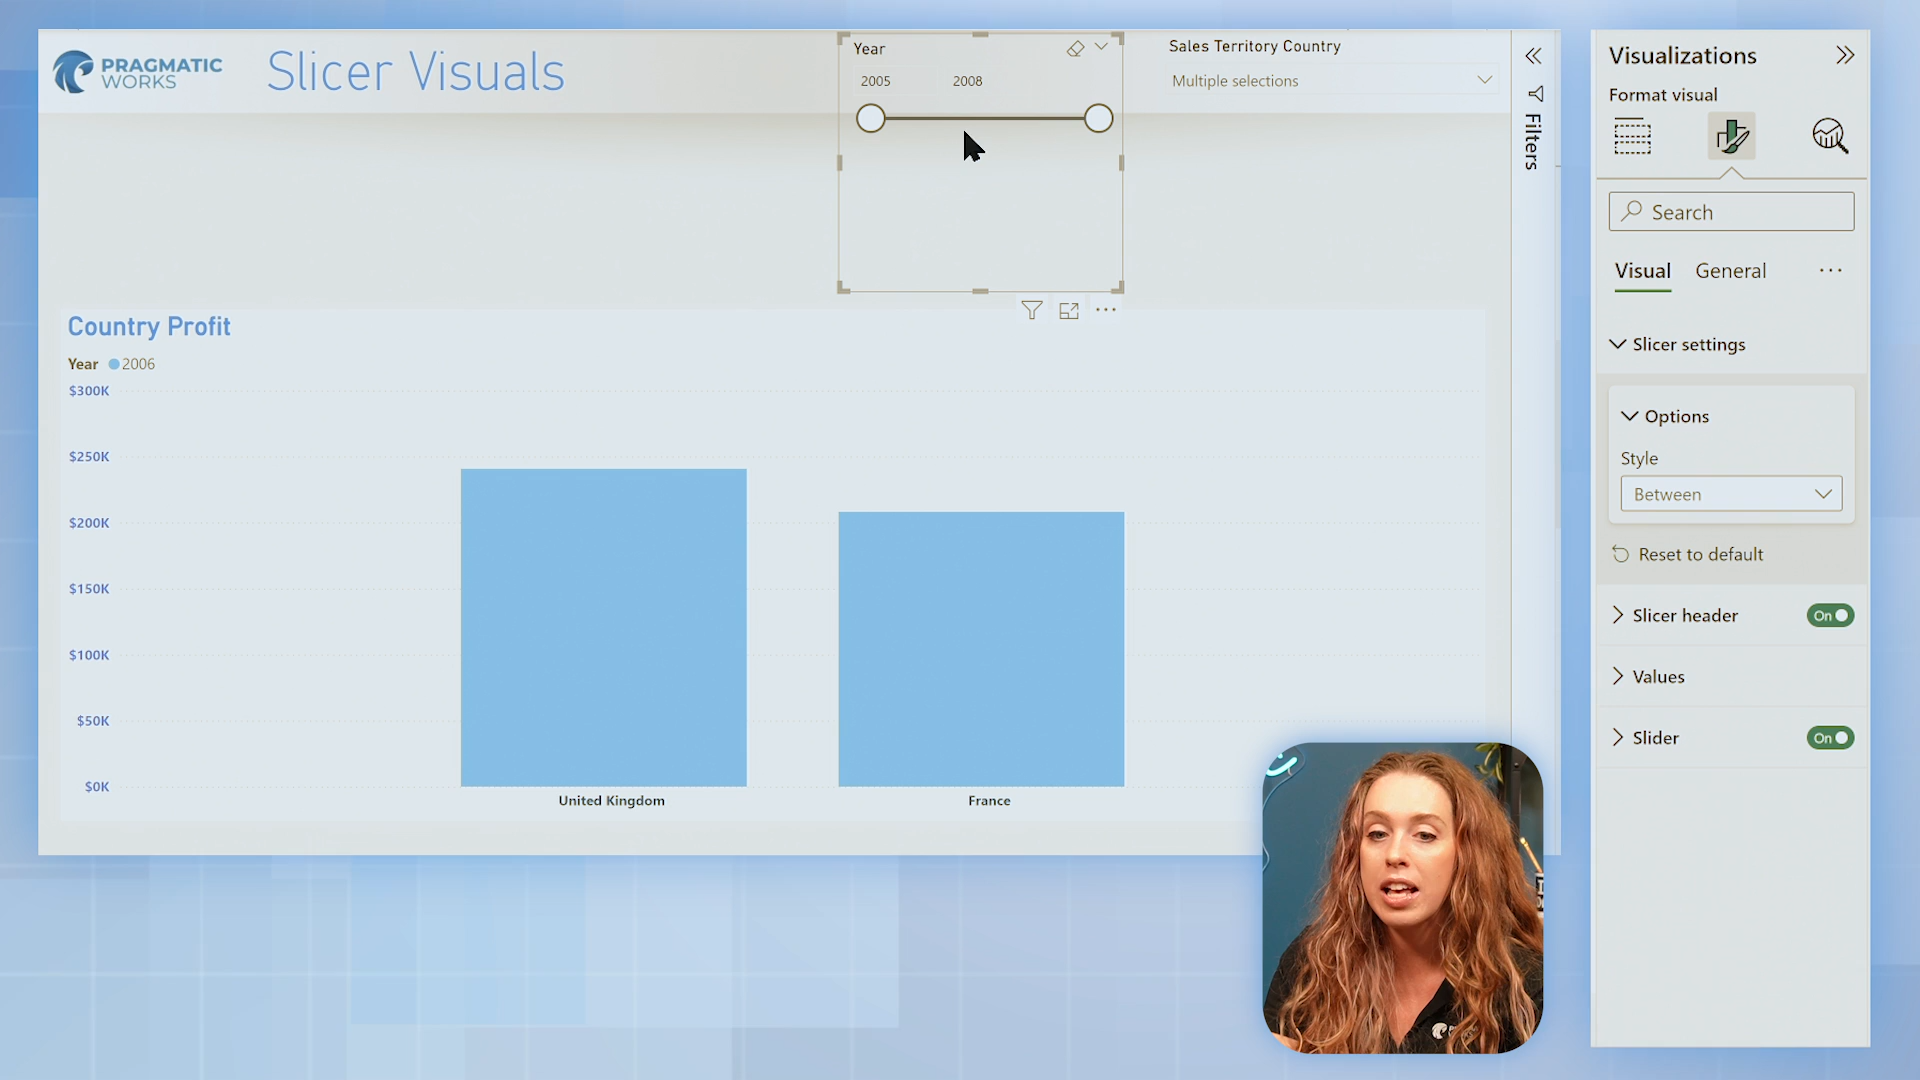 PRAGMATIC
WORKS
Slicer Visuals
Year
2005 2008
Sales Territory Country
Multiple selections
Filters
Country Profit
Year 2006
$300K
$250K
$200K
$150K
$100K
$50K
$0K
United Kingdom France
Visualizations
Format visual
Search
Visual General
Slicer settings
Options
Style
Between
Reset to default
Slicer header On
Values
Slider On